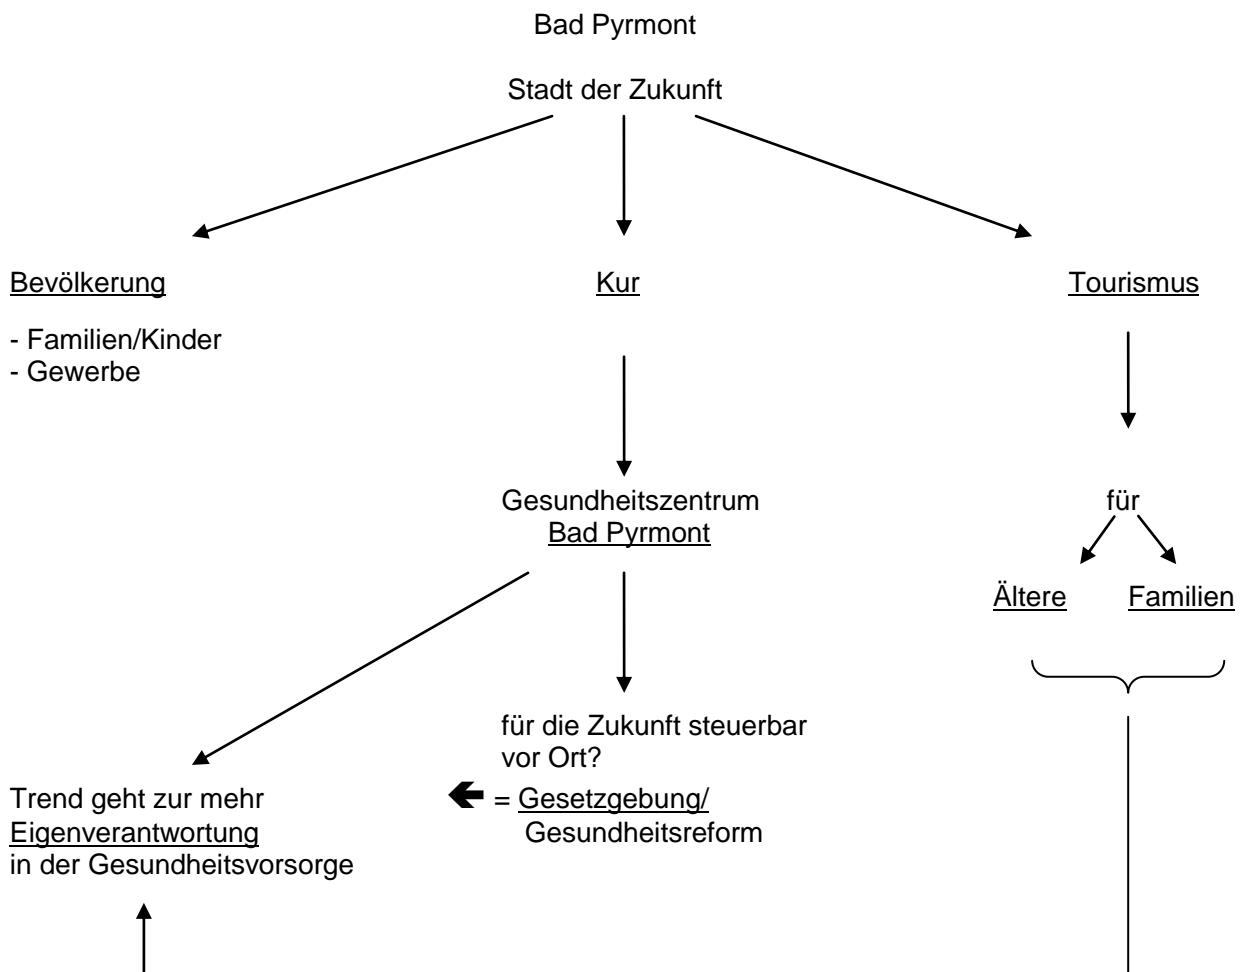 Bad Pyrmont
Stadt der Zukunft
Bevölkerung
Kur
Tourismus
- Familien/Kinder
- Gewerbe
Gesundheitszentrum
Bad Pyrmont
für
Ältere
Familien
für die Zukunft steuerbar
vor Ort?
Trend geht zur mehr
Eigenverantwortung
in der Gesundheitsvorsorge
= Gesetzgebung/
Gesundheitsreform